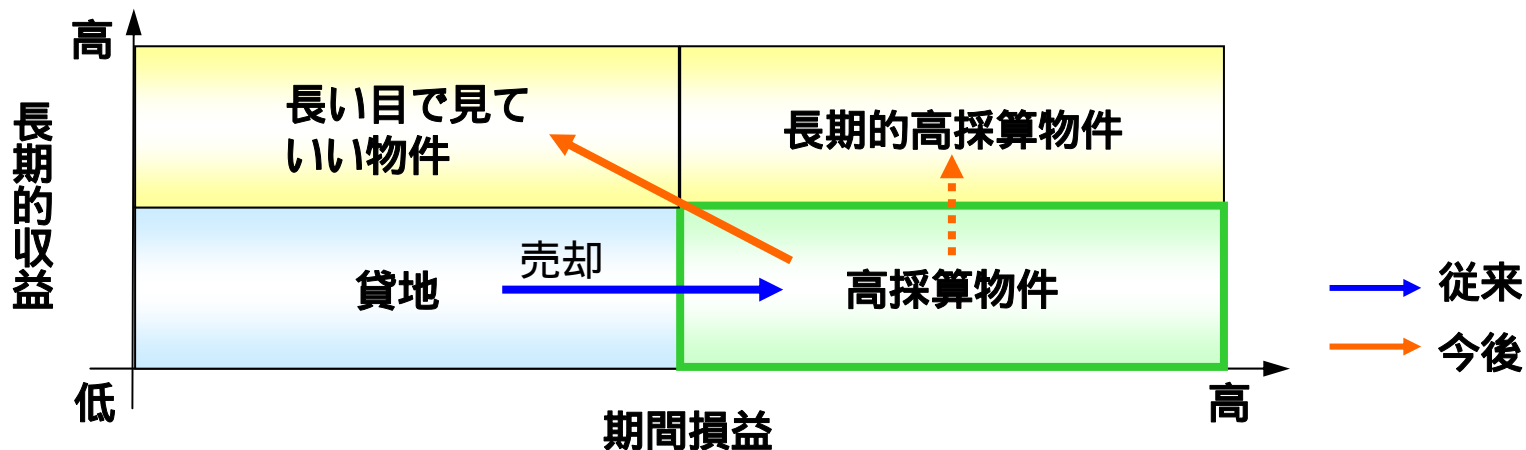 高
長期的収益
長い目で見て
いい物件
長期的高採算物件
貸地
売却
高採算物件
従来
今後
低
高
期間損益